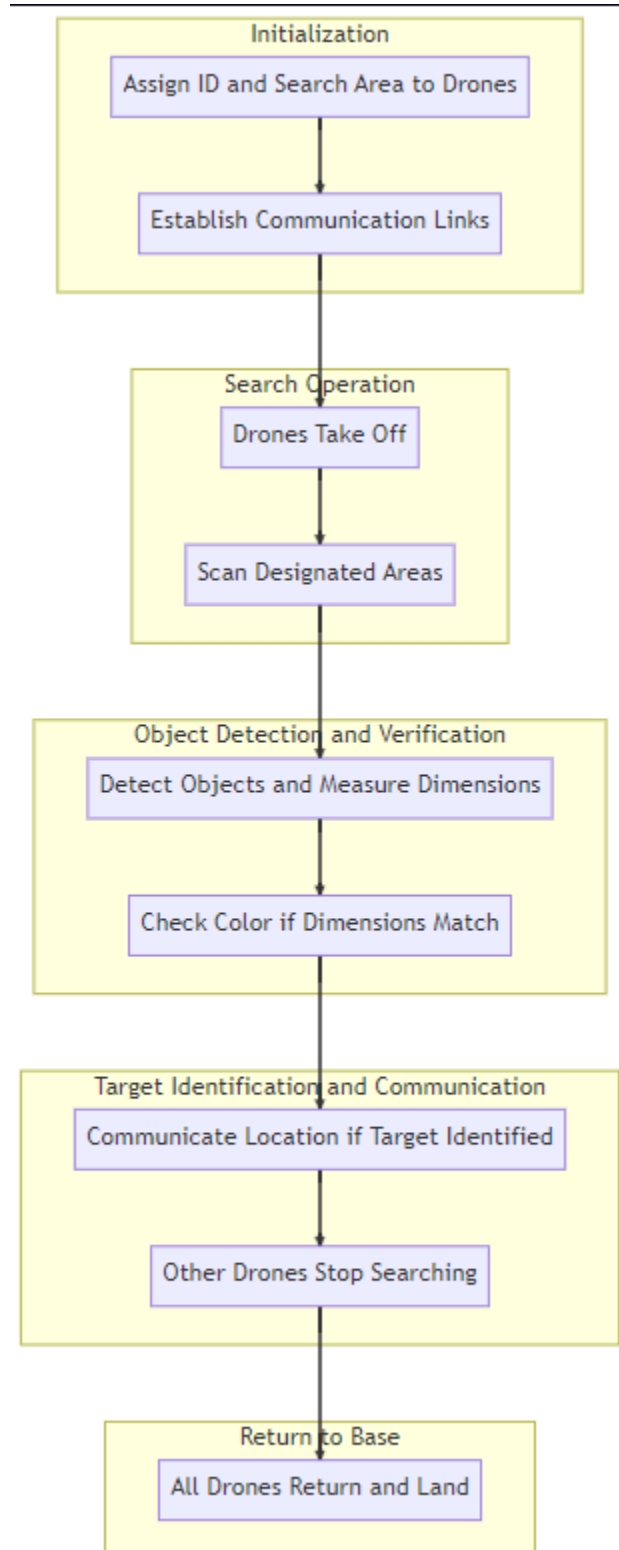 Initialization
Assign ID and Search Area to Drones
Establish Communication Links
Search Operation
Drones Take Off
Scan Designated Areas
Object Detection and Verification
Detect Objects and Measure Dimensions
Check Color if Dimensions Match
Target Identification and Communication
Communicate Location if Target Identified
Other Drones Stop Searching
Return to Base
All Drones Return and Land